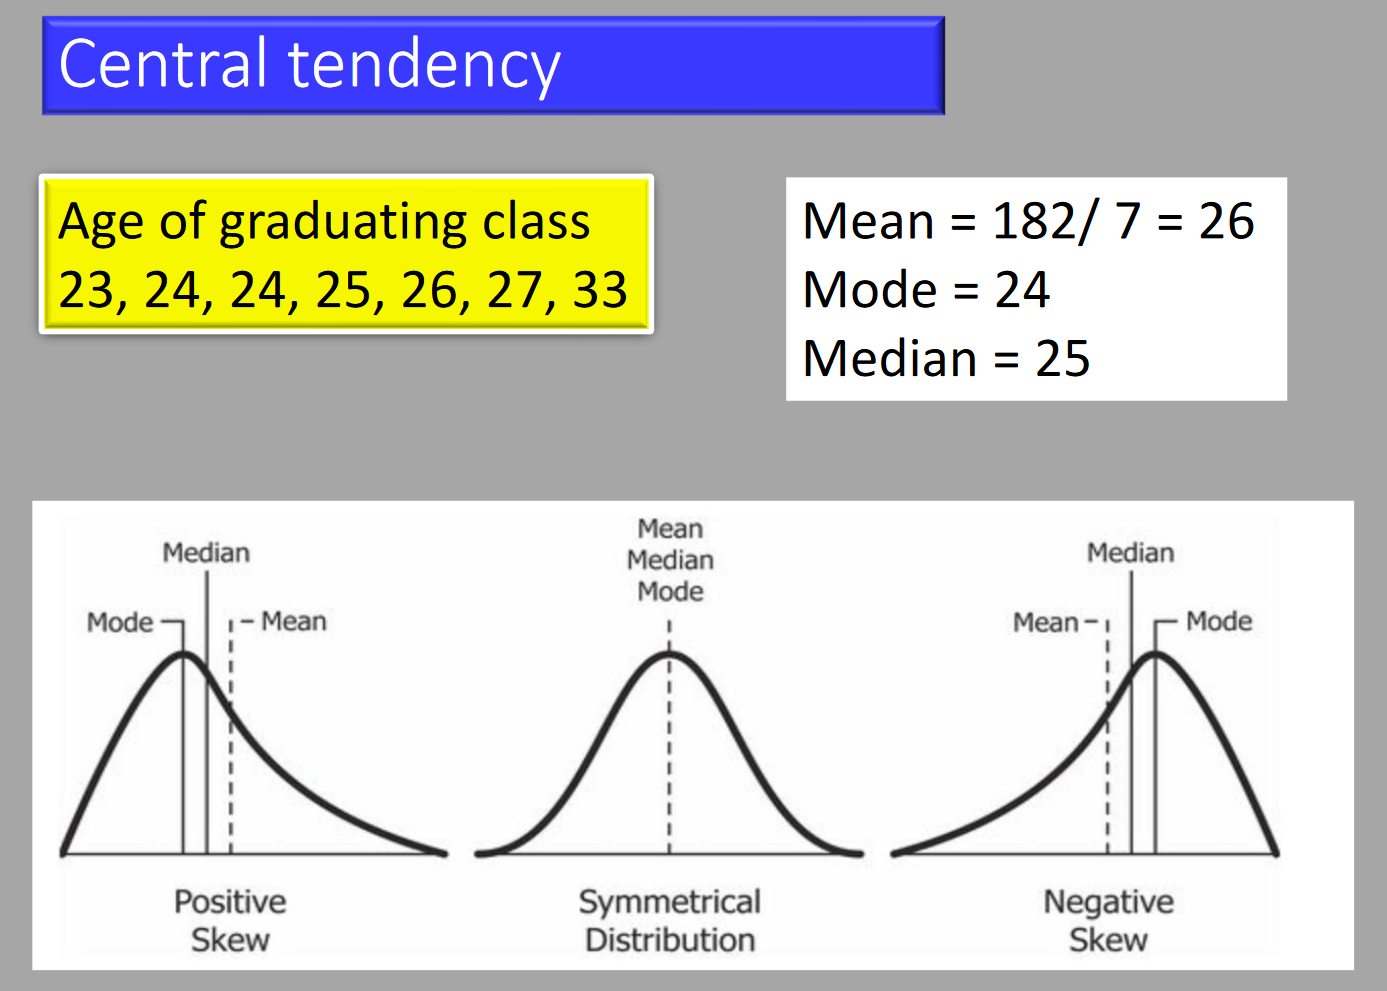 Central tendency
Age of graduating class
23, 24, 24, 25, 26, 27, 33
Mean = 182/ 7 = 26
Mode = 24
Median = 25
Median
Mode
Mean
Positive
Skew
Mean
Median
Mode
Symmetrical
Distribution
Median
Mean
Mode
Negative
Skew